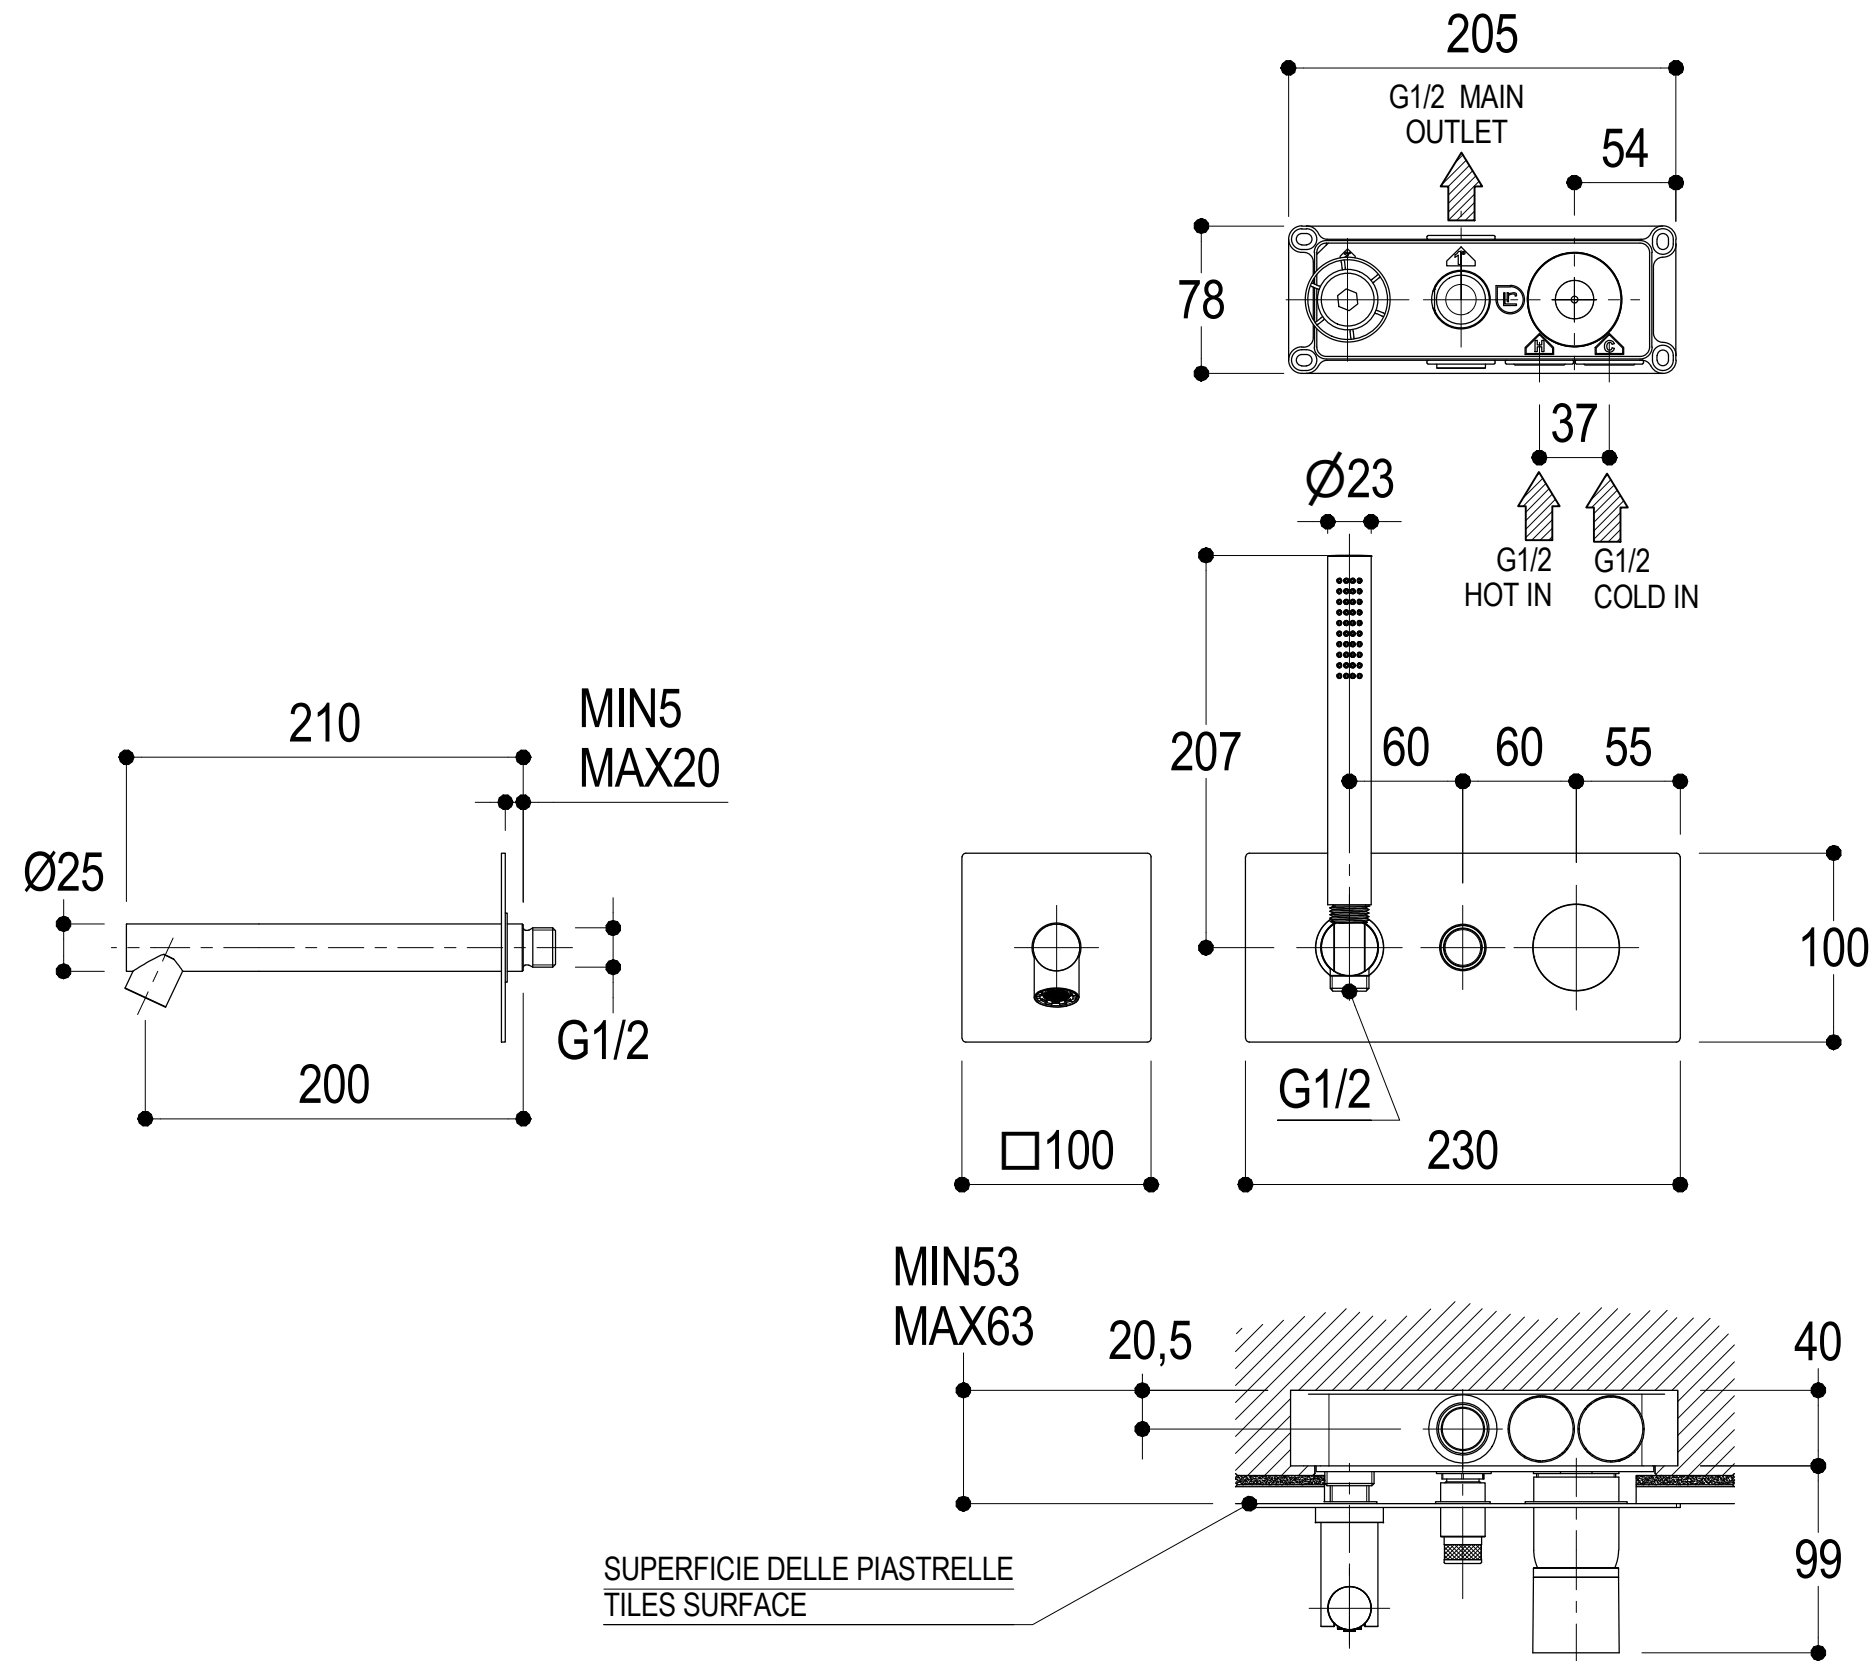 205
G1/2 MAIN
OUTLET
54
78
T
H
C
37
Ø23
G1/2
HOT IN
G1/2
COLD IN
210
MIN5
MAX20
207
60
60
55
Ø25
G1/2
200
100
G1/2
□100
230
MIN53
MAX63
20,5
40
99
SUPERFICIE DELLE PIASTRELLE
TILES SURFACE